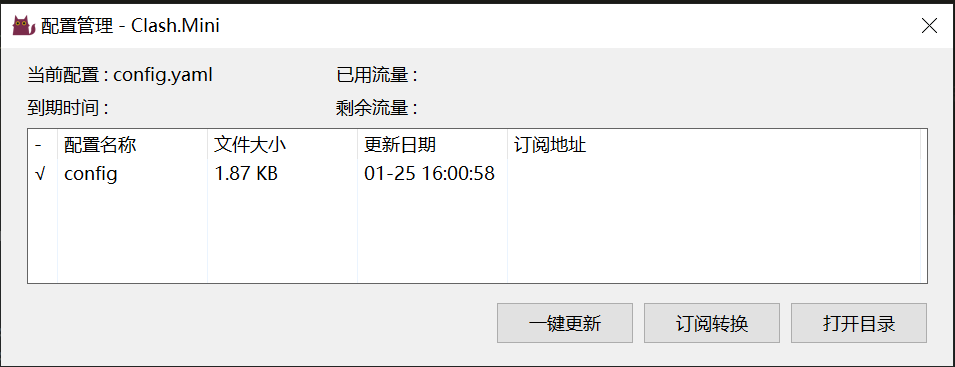 配置管理 - Clash.Mini
当前配置 : config.yaml 已用流量 :
到期时间 : 剩余流量 :
- 配置名称 文件大小 更新日期 订阅地址
√ config 1.87 KB 01-25 16:00:58
一键更新 订阅转换 打开目录